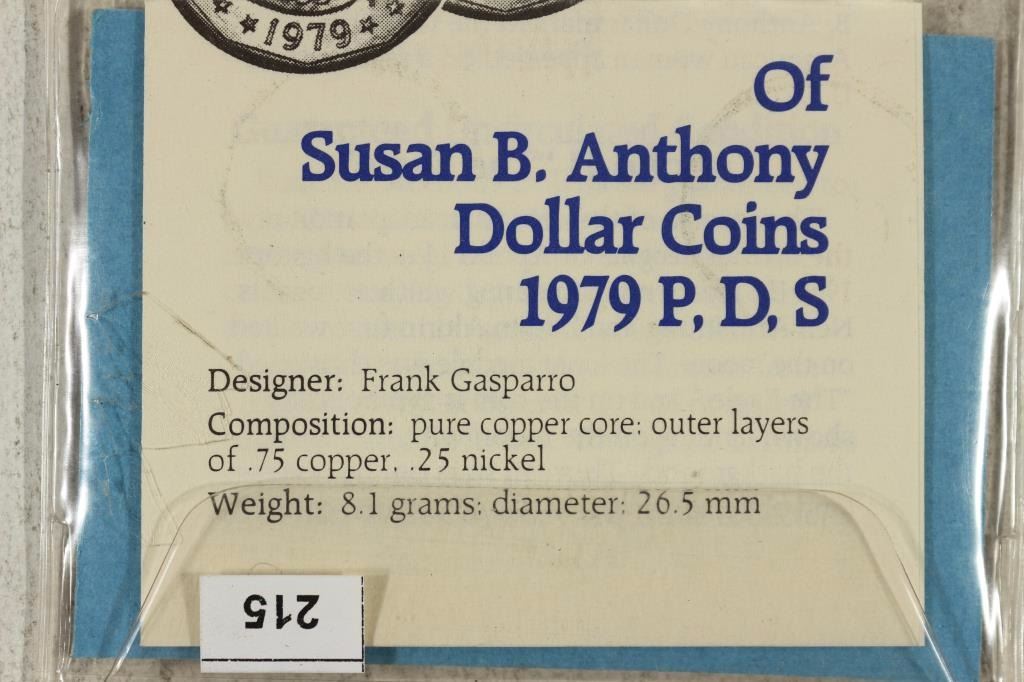 1979
Of
Susan B. Anthony
Dollar Coins
1979 P, D, S
Designer: Frank Gasparro
Composition: pure copper core; outer layers
of .75 copper, .25 nickel
Weight: 8.1 grams; diameter: 26.5 mm
215